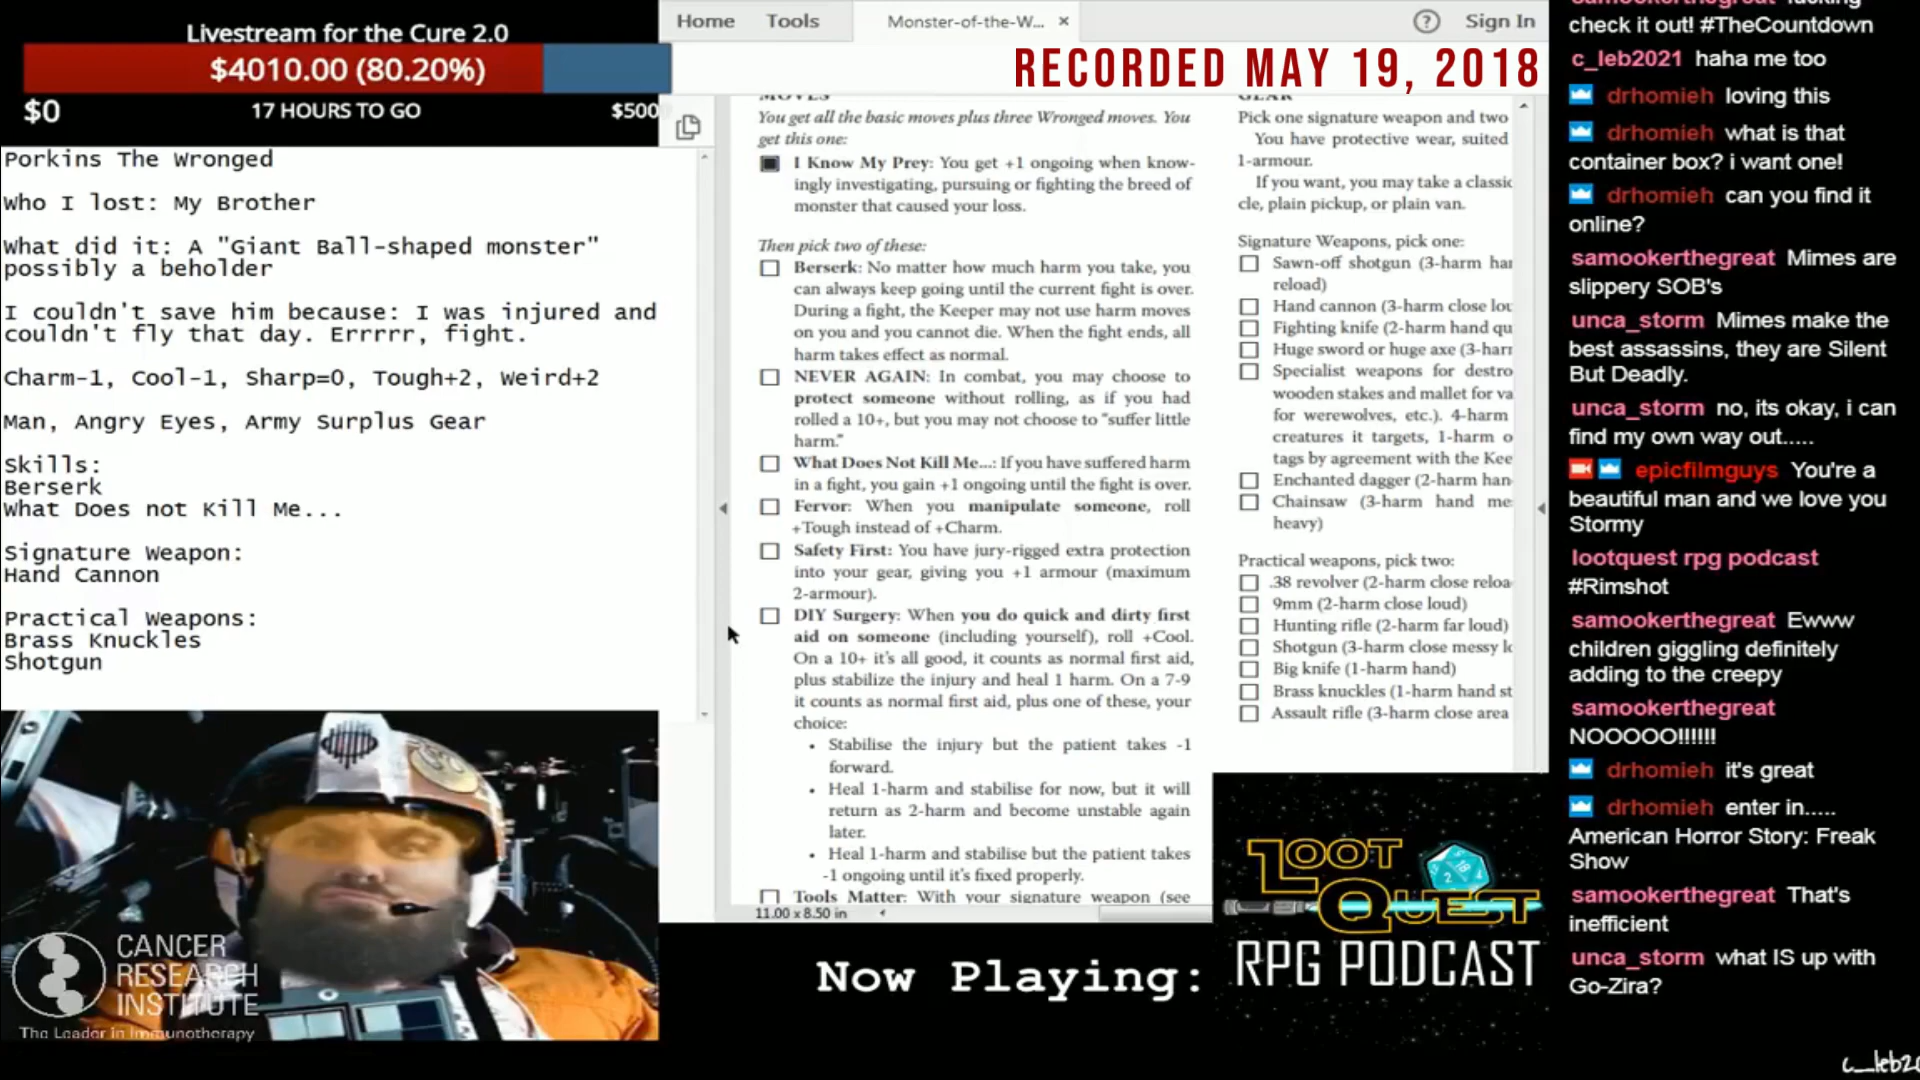 Livestream for the Cure 2.0
$4010.00 (80.20%)
$0
17 HOURS TO GO
$500
Porkins The Wronged
Who I lost: My Brother
What did it: A "Giant Ball-shaped monster"
possibly a beholder
I couldn't save him because: I was injured and
couldn't fly that day. Errrrr, fight.
Charm-1, Cool-1, Sharp=0, Tough+2, Weird+2
Man, Angry Eyes, Army Surplus Gear
Skills:
Berserk
What Does not Kill Me...
Signature Weapon:
Hand Cannon
Practical Weapons:
Brass Knuckles
Shotgun
CANCER
RESEARCH
INSTITUTE
The Leader in Immunotherapy
Home
Tools
Monster-of-the-W...
Sign In
RECORDED MAY 19, 2018
MOVES
You get all the basic moves plus three Wronged moves. You
get this one:
I Know My Prey: You get +1 ongoing when know-
ingly investigating, pursuing or fighting the breed of
monster that caused your loss.
Then pick two of these:
Berserk: No matter how much harm you take, you
can always keep going until the current fight is over.
During a fight, the Keeper may not use harm moves
on you and you cannot die. When the fight ends, all
harm takes effect as normal.
NEVER AGAIN: In combat, you may choose to
protect someone without rolling, as if you had
rolled a 10+, but you may not choose to "suffer little
harm."
What Does Not Kill Me...: If you have suffered harm
in a fight, you gain +1 ongoing until the fight is over.
Fervor: When you manipulate someone, roll
+Tough instead of +Charm.
Safety First: You have jury-rigged extra protection
into your gear, giving you +1 armour (maximum
2-armour).
DIY Surgery: When you do quick and dirty first
aid on someone (including yourself), roll +Cool.
On a 10+ it's all good, it counts as normal first aid,
plus stabilize the injury and heal 1 harm. On a 7-9
it counts as normal first aid, plus one of these, your
choice:
• Stabilise the injury but the patient takes -1
forward.
• Heal 1-harm and stabilise for now, but it will
return as 2-harm and become unstable again
later.
• Heal 1-harm and stabilise but the patient takes
-1 ongoing until it's fixed properly.
Tools Matter: With your signature weapon (see
11.00 x 8.50 in
GEAR
Pick one signature weapon and two
You have protective wear, suited
1-armour.
If you want, you may take a classic
cle, plain pickup, or plain van.
Signature Weapons, pick one:
Sawn-off shotgun (3-harm har
reload)
Hand cannon (3-harm close lou
Fighting knife (2-harm hand qu
Huge sword or huge axe (3-harr
Specialist weapons for destro
wooden stakes and mallet for va
for werewolves, etc.). 4-harm
creatures it targets, 1-harm o
tags by agreement with the Kee
Enchanted dagger (2-harm han
Chainsaw (3-harm hand me
heavy)
Practical weapons, pick two:
.38 revolver (2-harm close reloa
9mm (2-harm close loud)
Hunting rifle (2-harm far loud)
Shotgun (3-harm close messy lo
Big knife (1-harm hand)
Brass knuckles (1-harm hand st
Assault rifle (3-harm close area
Now Playing:
LOOT
QUEST
RPG PODCAST
check it out! #TheCountdown
c_leb2021 haha me too
drhomieh loving this
drhomieh what is that
container box? i want one!
drhomieh can you find it
online?
samookerthegreat Mimes are
slippery SOB's
unca_storm Mimes make the
best assassins, they are Silent
But Deadly.
unca_storm no, its okay, i can
find my own way out.....
epicfilmguys You're a
beautiful man and we love you
Stormy
lootquest rpg podcast
#Rimshot
samookerthegreat Ewww
children giggling definitely
adding to the creepy
samookerthegreat
NOOOOO!!!!!!
drhomieh it's great
drhomieh enter in.....
American Horror Story: Freak
Show
samookerthegreat That's
inefficient
unca_storm what IS up with
Go-Zira?
c_leb20